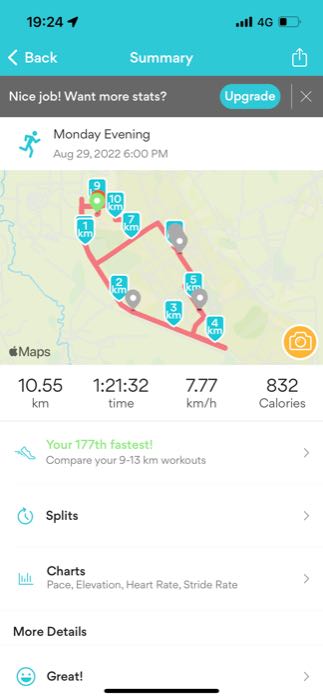 19:24
4G
Back
Summary
Nice job! Want more stats?
Upgrade
Monday Evening
Aug 29, 2022 6:00 PM
9
10 km
7 km
1 km
2 km
5 km
3 km
4 km
Maps
10.55
1:21:32
7.77
832
km
time
km/h
Calories
Your 177th fastest!
Compare your 9-13 km workouts
Splits
Charts
Pace, Elevation, Heart Rate, Stride Rate
More Details
Great!